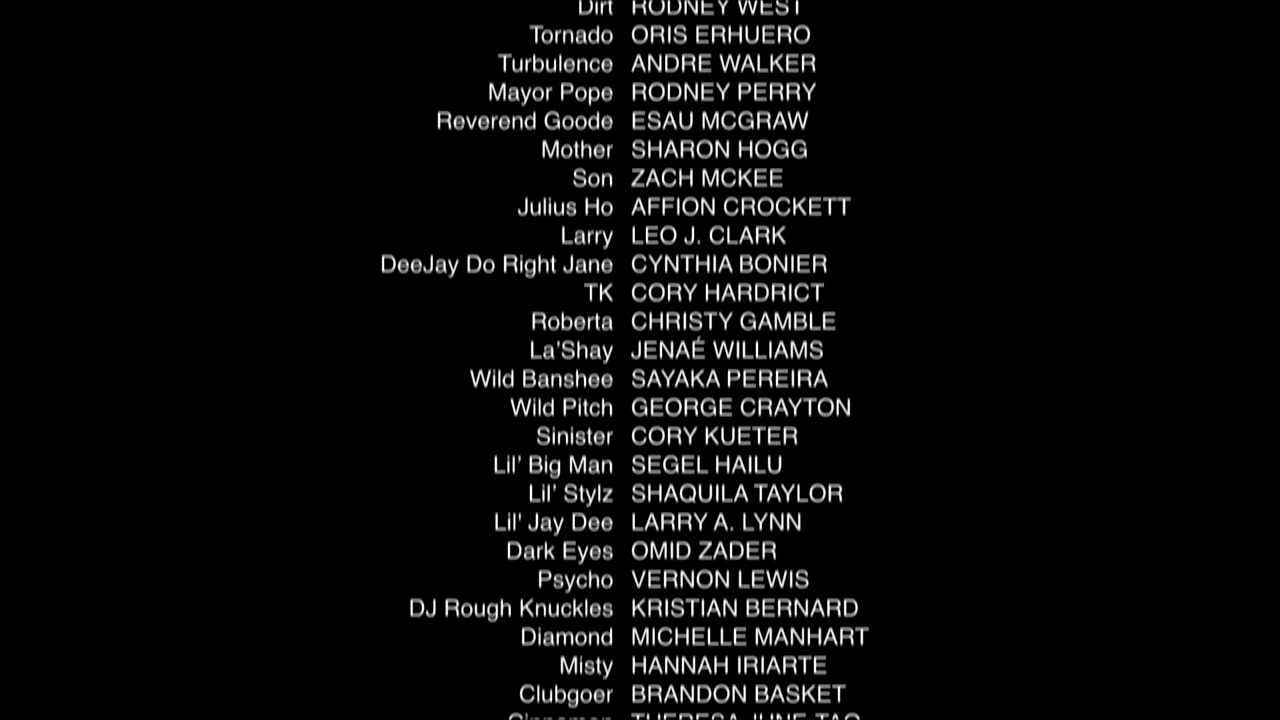 Dirt RODNEY WEST
Tornado ORIS ERHUERO
Turbulence ANDRE WALKER
Mayor Pope RODNEY PERRY
Reverend Goode ESAU MCGRAW
Mother SHARON HOGG
Son ZACH MCKEE
Julius Ho AFFION CROCKETT
Larry LEO J. CLARK
DeeJay Do Right Jane CYNTHIA BONIER
TK CORY HARDRICT
Roberta CHRISTY GAMBLE
La'Shay JENAÉ WILLIAMS
Wild Banshee SAYAKA PEREIRA
Wild Pitch GEORGE CRAYTON
Sinister CORY KUETER
Lil' Big Man SEGEL HAILU
Lil' Stylz SHAQUILA TAYLOR
Lil' Jay Dee LARRY A. LYNN
Dark Eyes OMID ZADER
Psycho VERNON LEWIS
DJ Rough Knuckles KRISTIAN BERNARD
Diamond MICHELLE MANHART
Misty HANNAH IRIARTE
Clubgoer BRANDON BASKET
THERESA JUNE